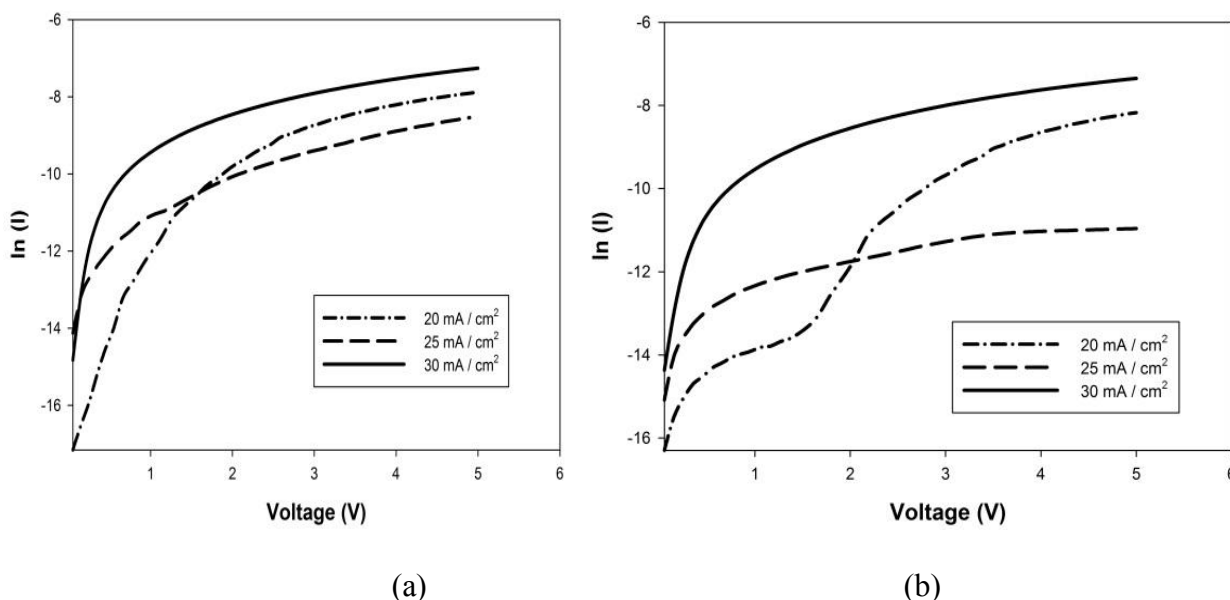 -6
-8
-10
-12
-14
-16
ln (I)
1 2 3 4 5 6
Voltage (V)
20 mA / cm²
25 mA / cm²
30 mA / cm²
(a)
-6
-8
-10
-12
-14
-16
ln (I)
1 2 3 4 5 6
Voltage (V)
20 mA / cm²
25 mA / cm²
30 mA / cm²
(b)